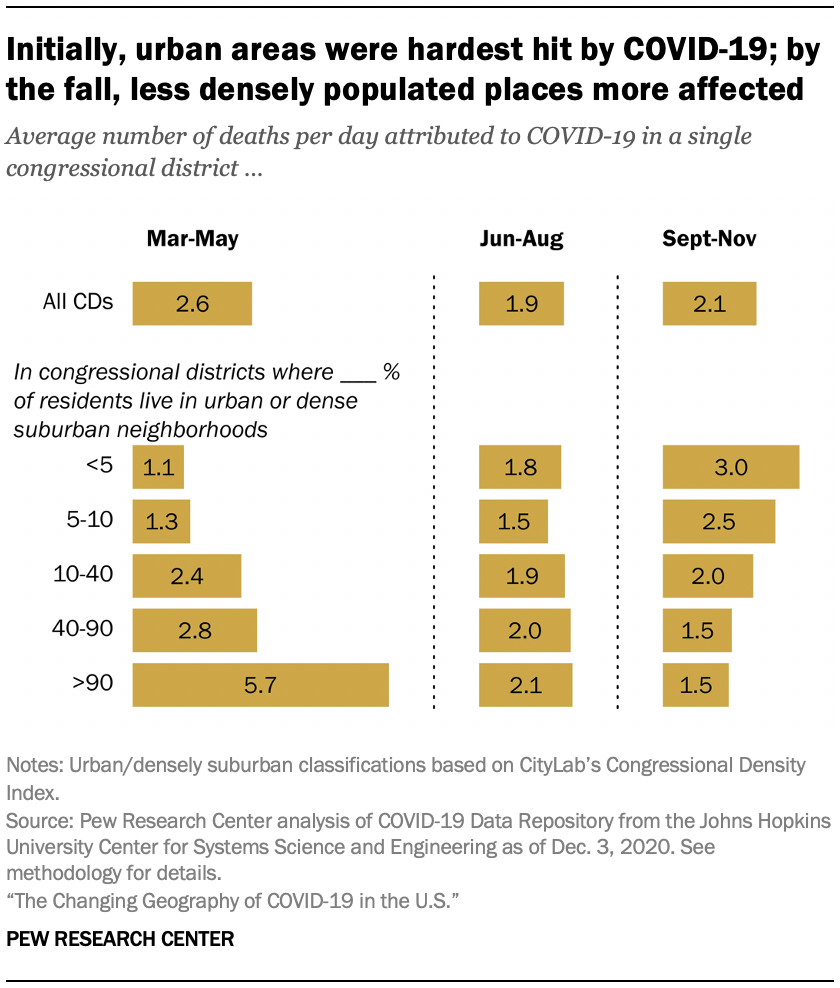 Initially, urban areas were hardest hit by COVID-19; by
the fall, less densely populated places more affected
Average number of deaths per day attributed to COVID-19 in a single
congressional district ...
Mar-May Jun-Aug Sept-Nov
All CDs 2.6 1.9 2.1
In congressional districts where ___ %
of residents live in urban or dense
suburban neighborhoods
<5 1.1 1.8 3.0
5-10 1.3 1.5 2.5
10-40 2.4 1.9 2.0
40-90 2.8 2.0 1.5
>90 5.7 2.1 1.5
Notes: Urban/densely suburban classifications based on CityLab's Congressional Density
Index.
Source: Pew Research Center analysis of COVID-19 Data Repository from the Johns Hopkins
University Center for Systems Science and Engineering as of Dec. 3, 2020. See
methodology for details.
“The Changing Geography of COVID-19 in the U.S.”
PEW RESEARCH CENTER